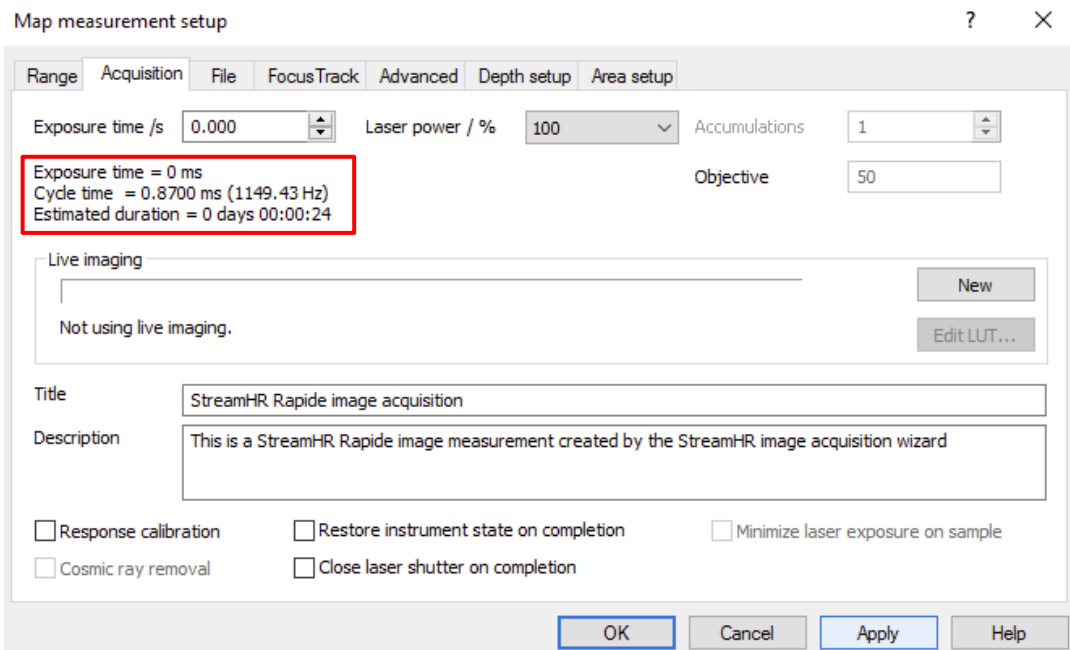 Map measurement setup ? ×
Range Acquisition File FocusTrack Advanced Depth setup Area setup
Exposure time /s 0.000 Laser power / % 100 Accumulations 1
Exposure time = 0 ms
Objective 50
Cycle time = 0.8700 ms (1149.43 Hz)
Estimated duration = 0 days 00:00:24
Live imaging
New
Not using live imaging.
Edit LUT...
Title StreamHR Rapide image acquisition
Description This is a StreamHR Rapide image measurement created by the StreamHR image acquisition wizard
Response calibration Restore instrument state on completion Minimize laser exposure on sample
Cosmic ray removal Close laser shutter on completion
OK Cancel Apply Help